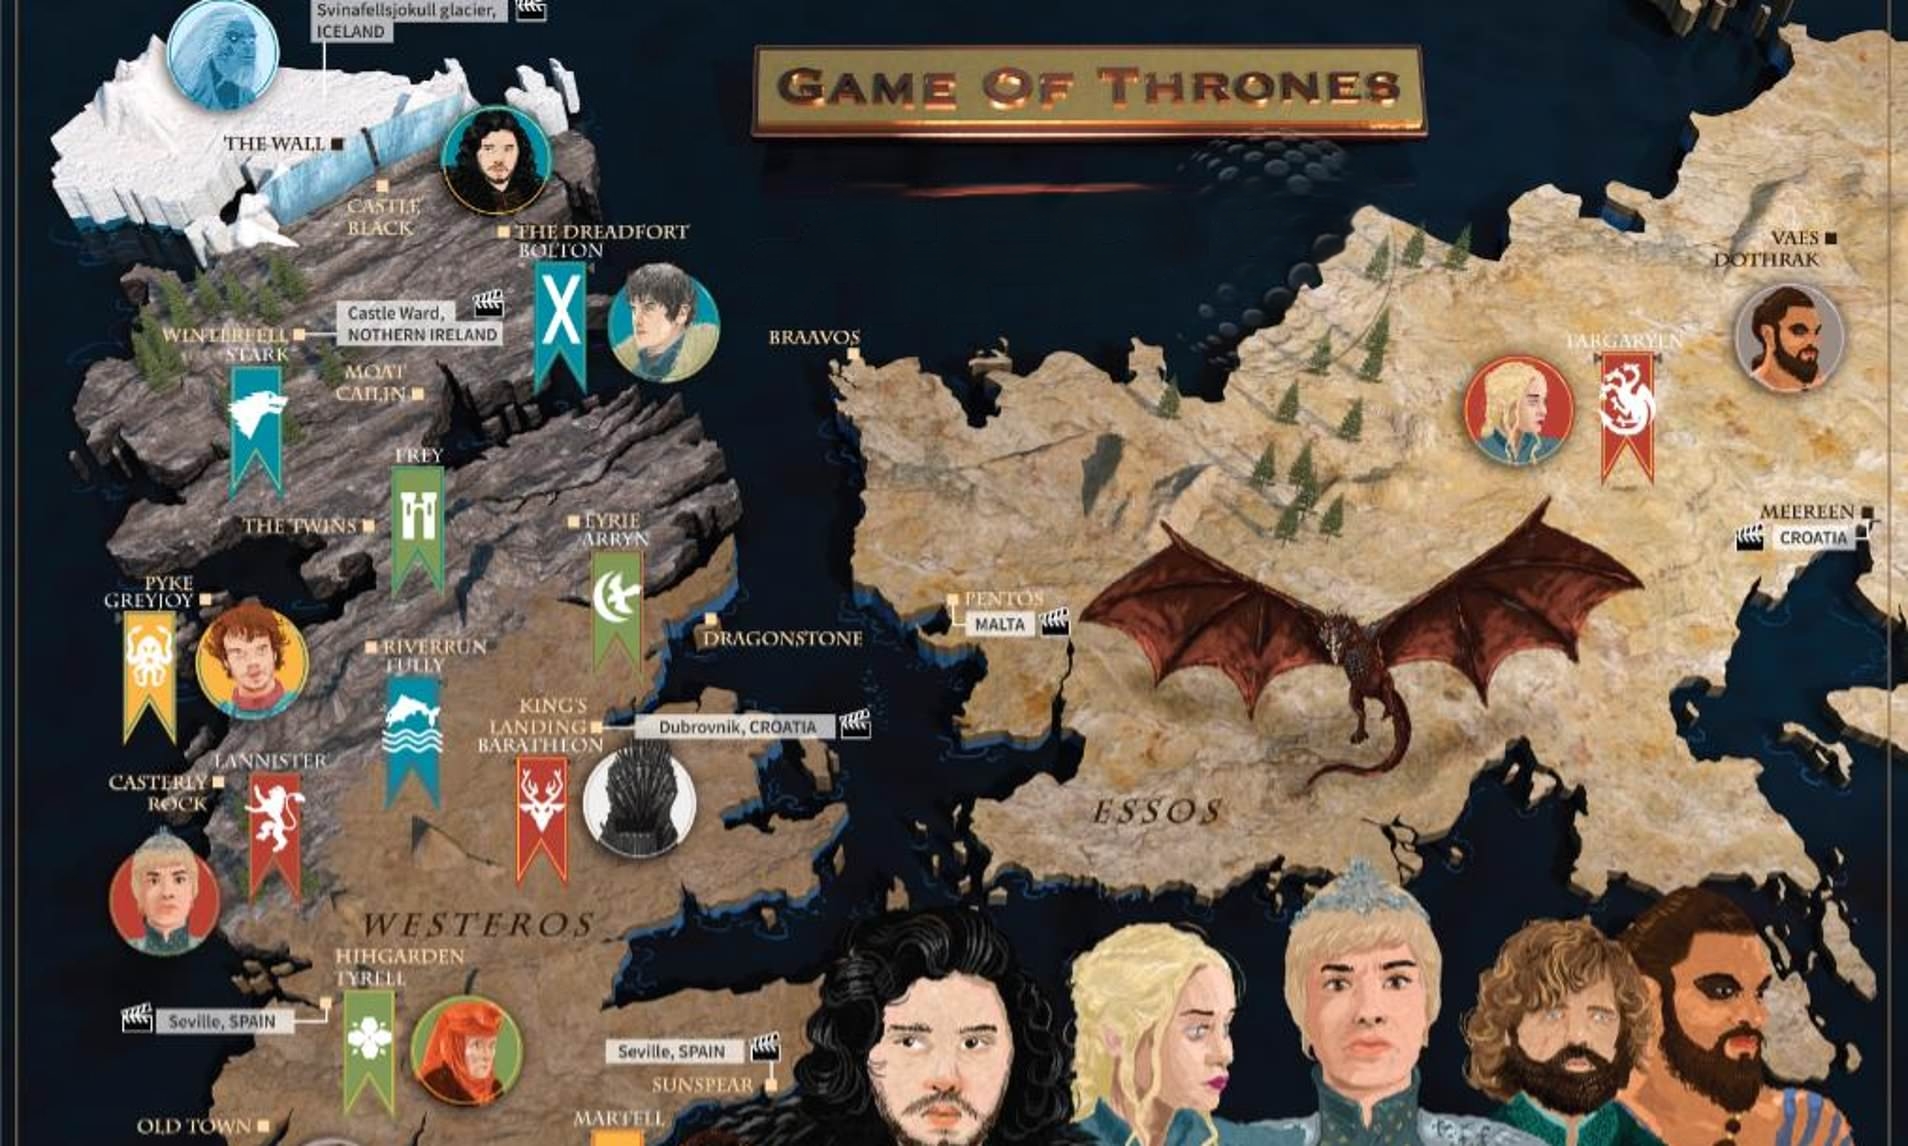 Svinafellsjokull glacier,
ICELAND
GAME OF THRONES
THE WALL
CASTLE
BLACK
THE DREADFORT
BOLTON
VAES
DOTHRAK
Castle Ward,
NOTHERN IRELAND
WINTERFELL
STARK
BRAAVOS
TARGARYEN
MOAT
CAILIN
FREY
THE TWINS
EYRIE
ARRYN
MEEREEN
CROATIA
PYKE
GREYJOY
PENTOS
MALTA
DRAGONSTONE
RIVERRUN
TULLY
KING'S
LANDING
BARATHEON
Dubrovnik, CROATIA
LANNISTER
CASTERLY
ROCK
ESSOS
WESTEROS
HIHGARDEN
TYRELL
Seville, SPAIN
Seville, SPAIN
SUNSPEAR
MARTELL
OLD TOWN